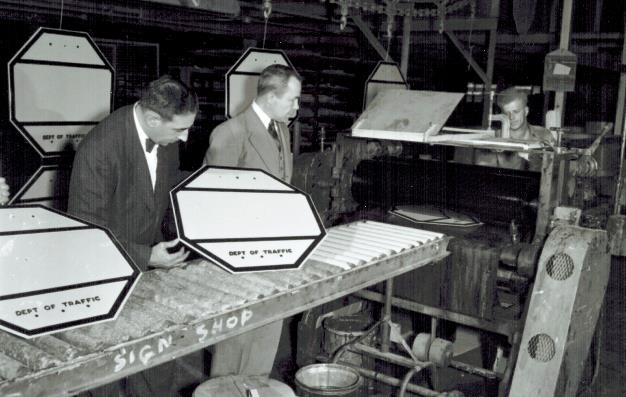 DEPT OF TRAFFIC
DEPT OF TRAFFIC
DEPT OF TRAFFIC
SIGN SHOP